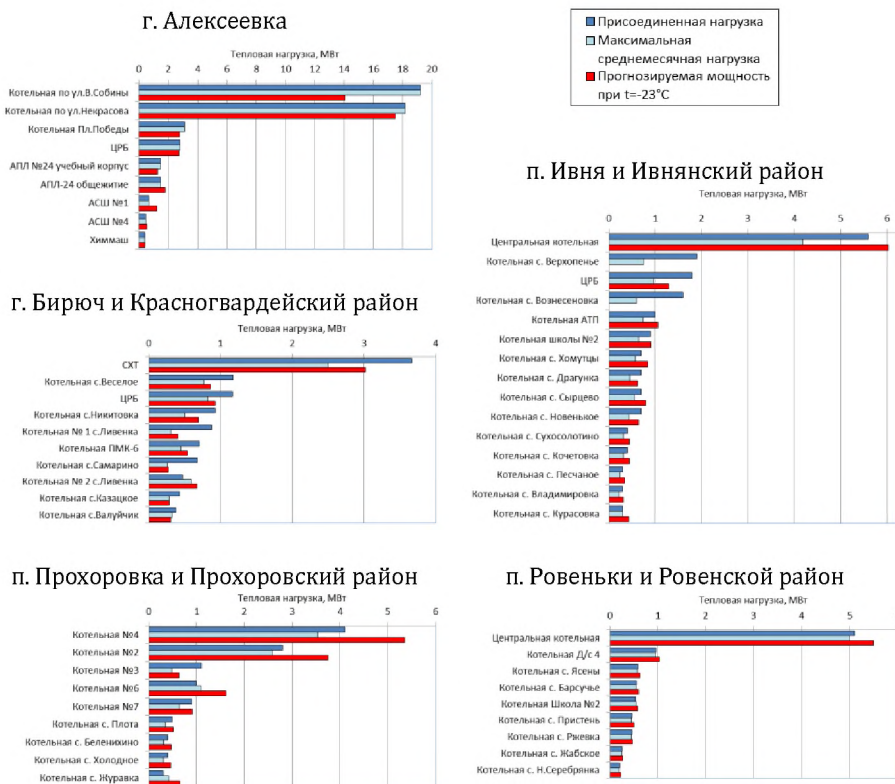 г. Алексеевка
Тепловая нагрузка, МВт
0 2 4 6 8 10 12 14 16 18 20
Котельная по ул.В.Собины
Котельная по ул.Некрасова
Котельная Пл.Победы
ЦРБ
АПЛ №24 учебный корпус
АПЛ-24 общежитие
АСШ №1
АСШ №4
Химмаш
Присоединенная нагрузка
Максимальная
среднемесячная нагрузка
Прогнозируемая мощность
при t=-23°С
п. Ивня и Ивнянский район
Тепловая нагрузка, МВт
0 1 2 3 4 5 6
Центральная котельная
Котельная с. Верхопенье
ЦРБ
Котельная с. Вознесеновка
Котельная АТП
Котельная школы №2
Котельная с. Хомутцы
Котельная с. Драгунка
Котельная с. Сырцево
Котельная с. Новенькое
Котельная с. Сухосолотино
Котельная с. Кочетовка
Котельная с. Песчаное
Котельная с. Владимировка
Котельная с. Курасовка
г. Бирюч и Красногвардейский район
Тепловая нагрузка, МВт
0 1 2 3 4
СХТ
Котельная с.Веселое
ЦРБ
Котельная с.Никитовка
Котельная № 1 с.Ливенка
Котельная ПМК-6
Котельная с.Самарино
Котельная № 2 с.Ливенка
Котельная с.Казацкое
Котельная с.Валуйчик
п. Прохоровка и Прохоровский район
Тепловая нагрузка, МВт
0 1 2 3 4 5 6
Котельная №4
Котельная №2
Котельная №3
Котельная №6
Котельная №7
Котельная с. Плота
Котельная с. Беленихино
Котельная с. Холодное
Котельная с. Журавка
п. Ровеньки и Ровенской район
Тепловая нагрузка, МВт
0 1 2 3 4 5
Центральная котельная
Котельная Д/с 4
Котельная с. Ясены
Котельная с. Барсучье
Котельная Школа №2
Котельная с. Пристень
Котельная с. Ржевка
Котельная с. Жабское
Котельная с. Н.Серебрянка